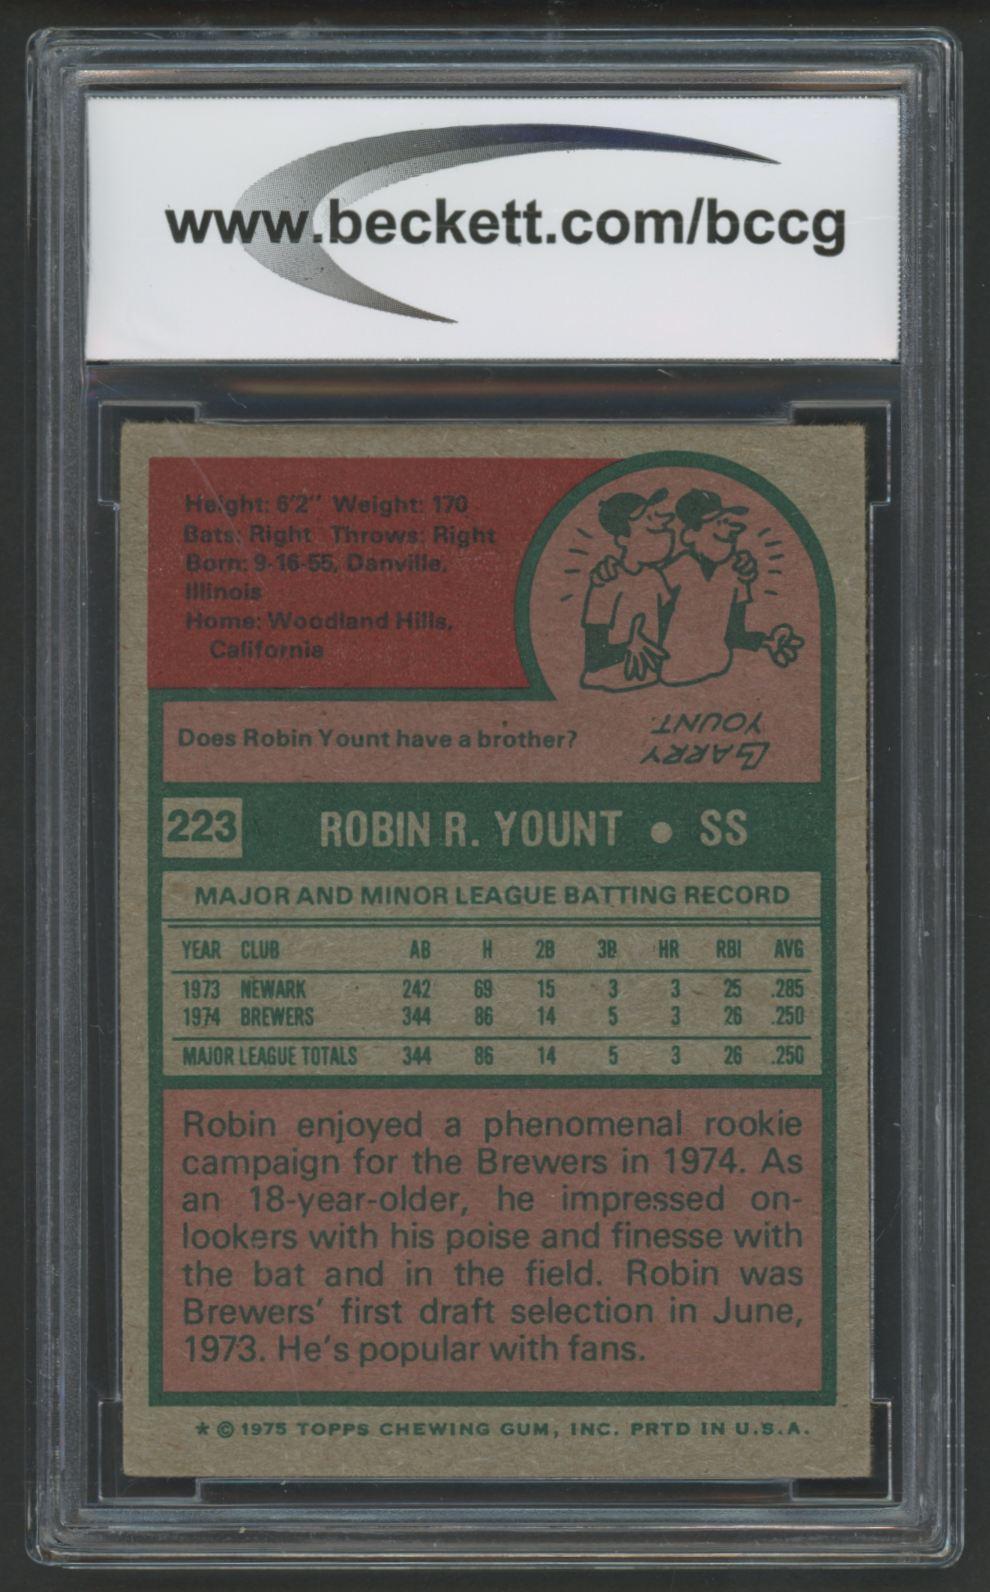 www.beckett.com/bccg
Height: 6'2" Weight: 170
Bats: Right Throws: Right
Born: 9-16-55, Danville,
Illinois
Home: Woodland Hills,
California
Does Robin Yount have a brother?
LARRY
YOUNT.
223 ROBIN R. YOUNT • SS
MAJOR AND MINOR LEAGUE BATTING RECORD
YEAR CLUB AB H 2B 3B HR RBI AVG
1973 NEWARK 242 69 15 3 3 25 .285
1974 BREWERS 344 86 14 5 3 26 .250
MAJOR LEAGUE TOTALS 344 86 14 5 3 26 .250
Robin enjoyed a phenomenal rookie
campaign for the Brewers in 1974. As
an 18-year-older, he impressed on-
lookers with his poise and finesse with
the bat and in the field. Robin was
Brewers' first draft selection in June,
1973. He's popular with fans.
* © 1975 TOPPS CHEWING GUM, INC. PRTD IN U.S.A.